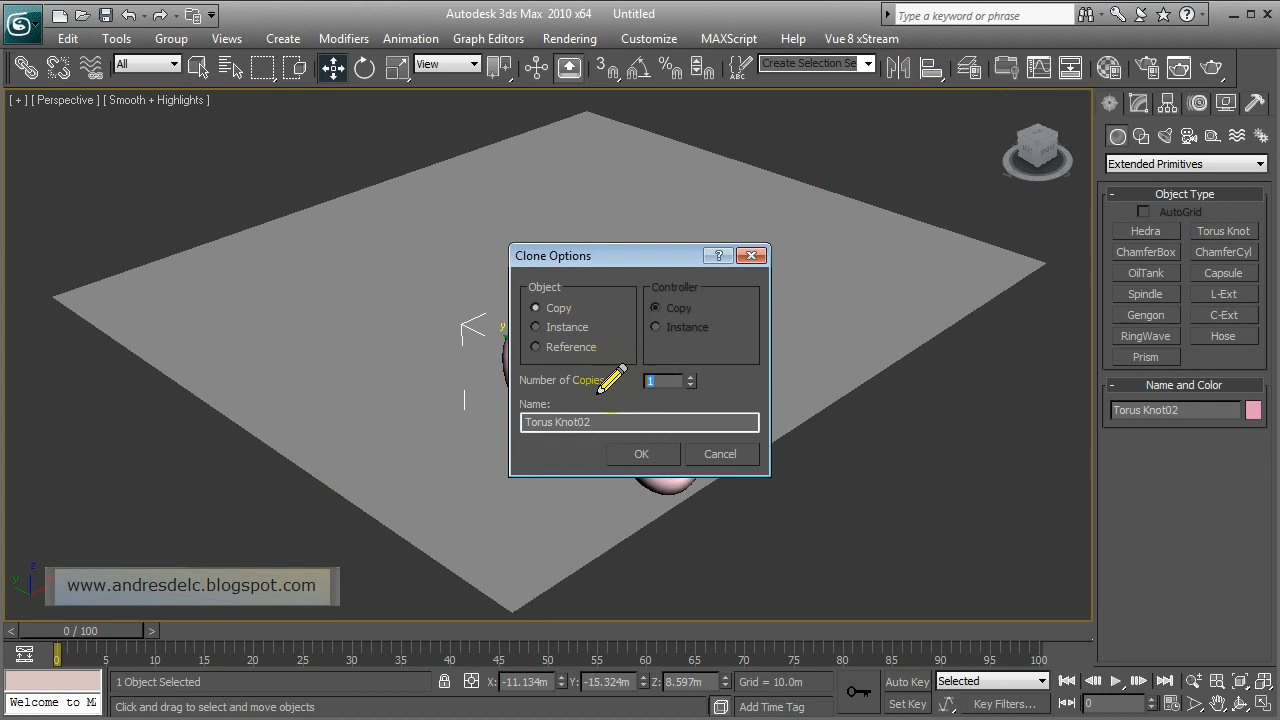 Autodesk 3ds Max 2010 x64 Untitled
Type a keyword or phrase
Edit Tools Group Views Create Modifiers Animation Graph Editors Rendering Customize MAXScript Help Vue 8 xStream
All View Create Selection Se
[ + ] [ Perspective ] [ Smooth + Highlights ]
Extended Primitives
- Object Type
AutoGrid
Hedra Torus Knot
ChamferBox ChamferCyl
OilTank Capsule
Spindle L-Ext
Gengon C-Ext
RingWave Hose
Prism
- Name and Color
Torus Knot02
Clone Options
Object Controller
Copy Copy
Instance Instance
Reference
Number of Copies 1
Name:
Torus Knot02
OK Cancel
y
z
y
www.andresdelc.blogspot.com
< 0 / 100 >
0 5 10 15 20 25 30 35 40 45 50 55 60 65 70 75 80 85 90 95 100
1 Object Selected X: -11.134m Y: -15.324m Z: 8.597m Grid = 10.0m Auto Key Selected
Welcome to MA Click and drag to select and move objects Add Time Tag Set Key Key Filters... 0